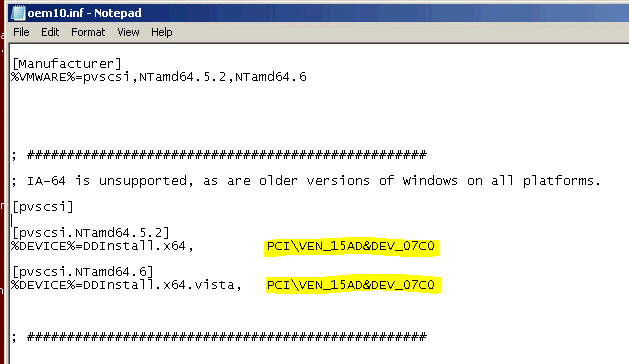 oem10.inf - Notepad
File Edit Format View Help
[Manufacturer]
%VMWARE%=pvscsi,NTamd64.5.2,NTamd64.6
; ###################################################
; IA-64 is unsupported, as are older versions of Windows on all platforms.
[pvscsi]
[pvscsi.NTamd64.5.2]
%DEVICE%=DDInstall.x64, PCI\VEN_15AD&DEV_07C0
[pvscsi.NTamd64.6]
%DEVICE%=DDInstall.x64.vista, PCI\VEN_15AD&DEV_07C0
; ###################################################